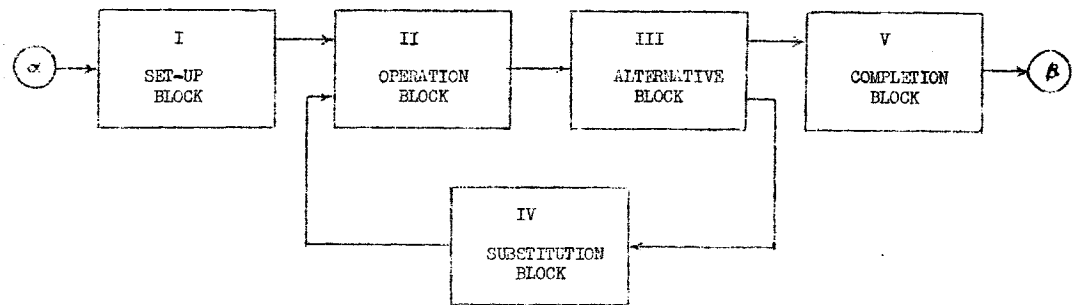 α
I
SET-UP
BLOCK
II
OPERATION
BLOCK
III
ALTERNATIVE
BLOCK
V
COMPLETION
BLOCK
β
IV
SUBSTITUTION
BLOCK